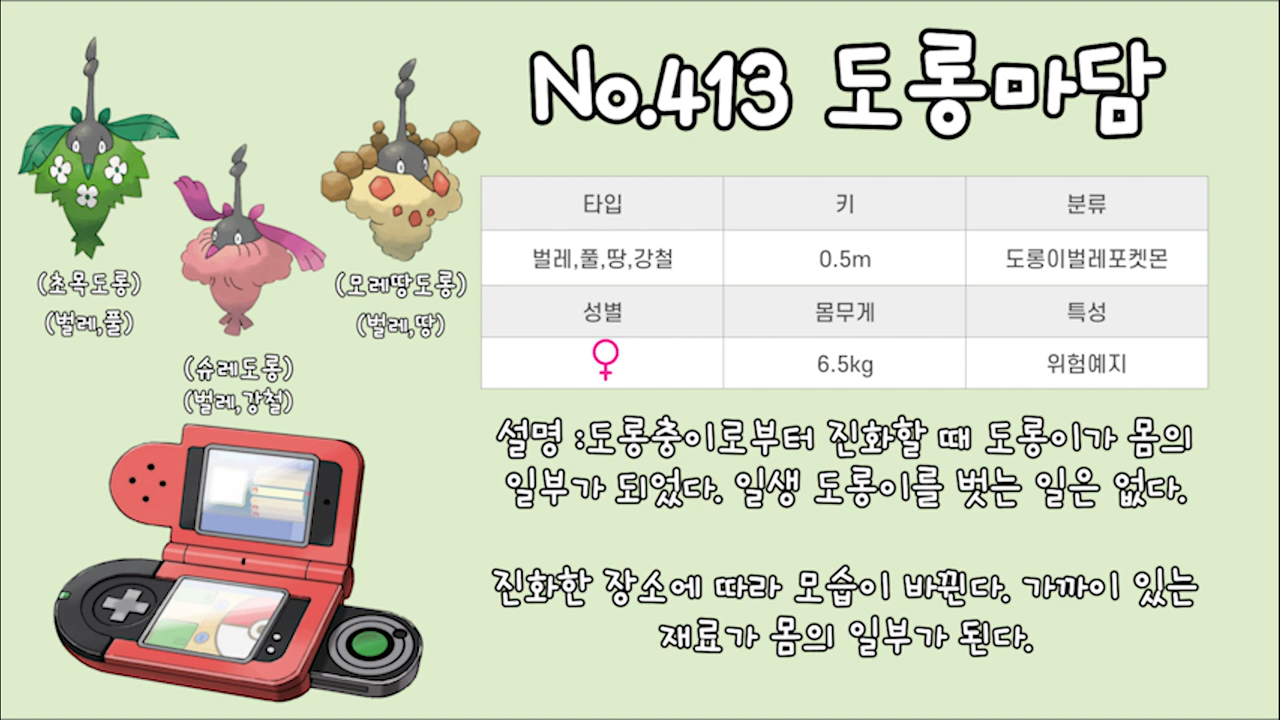 No.413 도롱마담
(초목도롱)
(벌레,풀)
(슈레도롱)
(벌레,강철)
(모레땅도롱)
(벌레,땅)
타입 키 분류
벌레,풀,땅,강철 0.5m 도롱이벌레포켓몬
성별 몸무게 특성
♀ 6.5kg 위험예지
설명 :도롱충이로부터 진화할 때 도롱이가 몸의
일부가 되었다. 일생 도롱이를 벗는 일은 없다.
진화한 장소에 따라 모습이 바뀐다. 가까이 있는
재료가 몸의 일부가 된다.